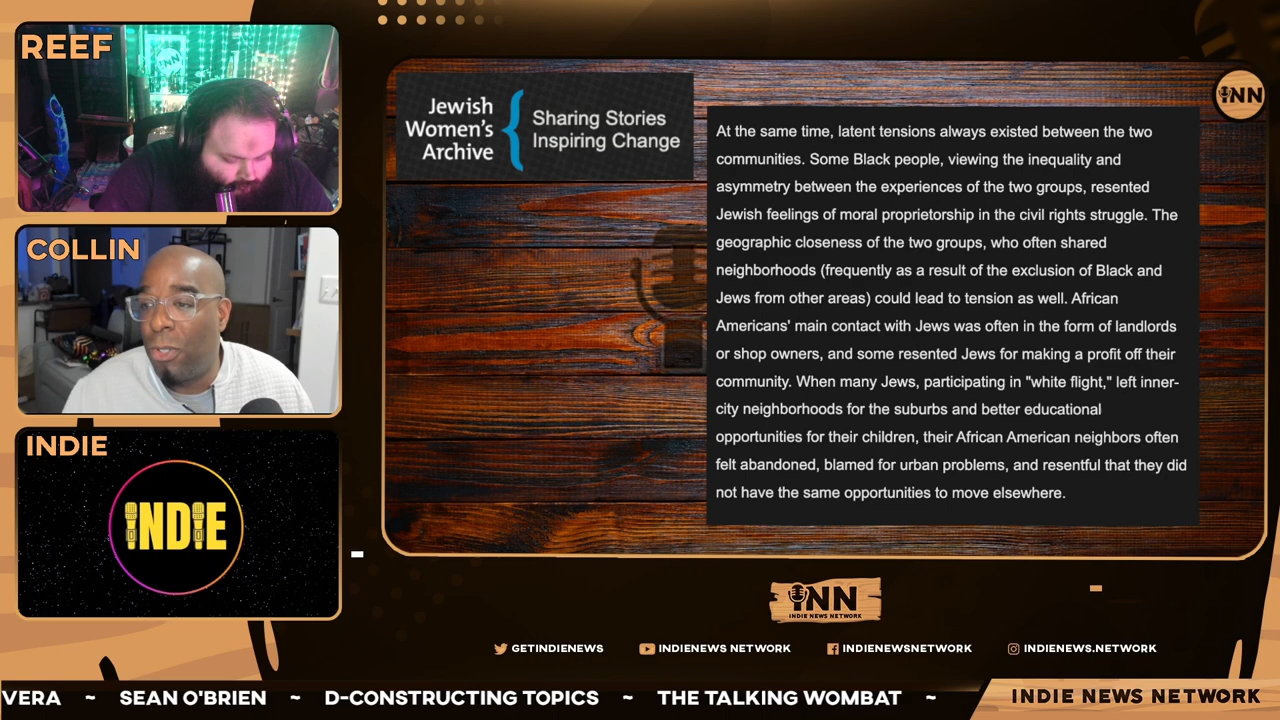 REEF
INN
COLLIN
INDIE
INDIE
Jewish
Women's
Archive
Sharing Stories
Inspiring Change
INN
At the same time, latent tensions always existed between the two
communities. Some Black people, viewing the inequality and
asymmetry between the experiences of the two groups, resented
Jewish feelings of moral proprietorship in the civil rights struggle. The
geographic closeness of the two groups, who often shared
neighborhoods (frequently as a result of the exclusion of Black and
Jews from other areas) could lead to tension as well. African
Americans' main contact with Jews was often in the form of landlords
or shop owners, and some resented Jews for making a profit off their
community. When many Jews, participating in "white flight," left inner-
city neighborhoods for the suburbs and better educational
opportunities for their children, their African American neighbors often
felt abandoned, blamed for urban problems, and resentful that they did
not have the same opportunities to move elsewhere.
INN
INDIE NEWS NETWORK
GETINDIENEWS
INDIENEWS NETWORK
INDIENEWSNETWORK
INDIENEWS.NETWORK
VERA ~ SEAN O'BRIEN ~ D-CONSTRUCTING TOPICS ~ THE TALKING WOMBAT ~
INDIE NEWS NETWORK